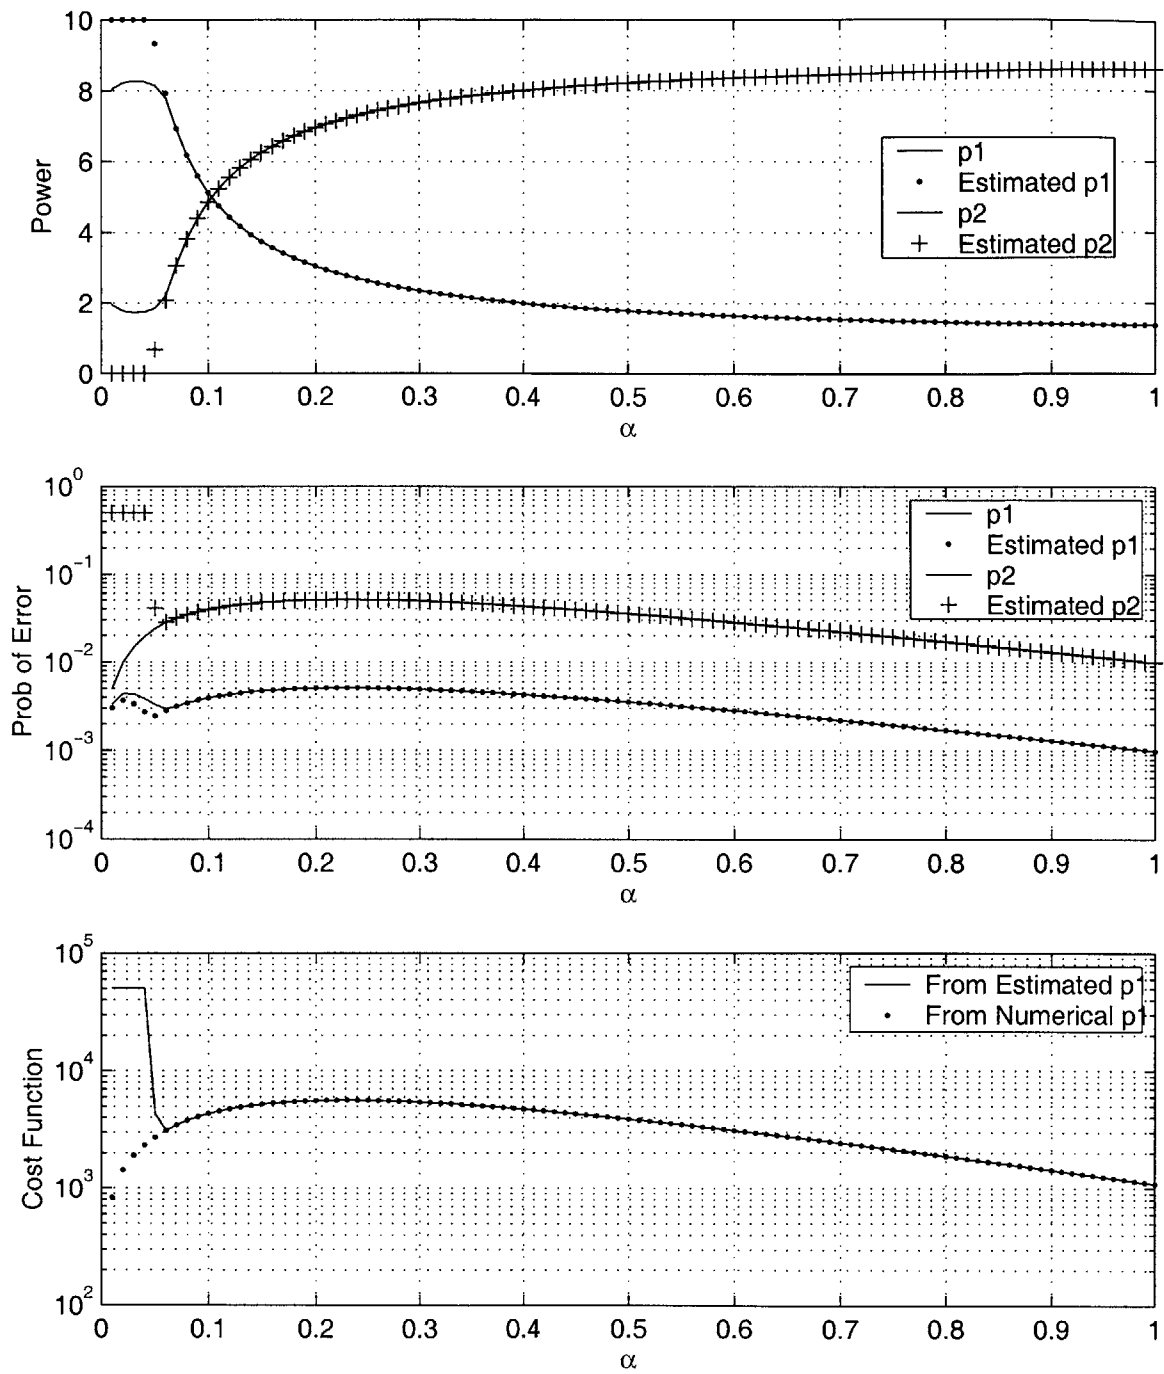 10
8
6
4
2
0
Power
p1
Estimated p1
p2
Estimated p2
0 0.1 0.2 0.3 0.4 0.5 0.6 0.7 0.8 0.9 1
α
10^0
10^-1
10^-2
10^-3
10^-4
Prob of Error
p1
Estimated p1
p2
Estimated p2
0 0.1 0.2 0.3 0.4 0.5 0.6 0.7 0.8 0.9 1
α
10^5
10^4
10^3
10^2
Cost Function
From Estimated p1
From Numerical p1
0 0.1 0.2 0.3 0.4 0.5 0.6 0.7 0.8 0.9 1
α